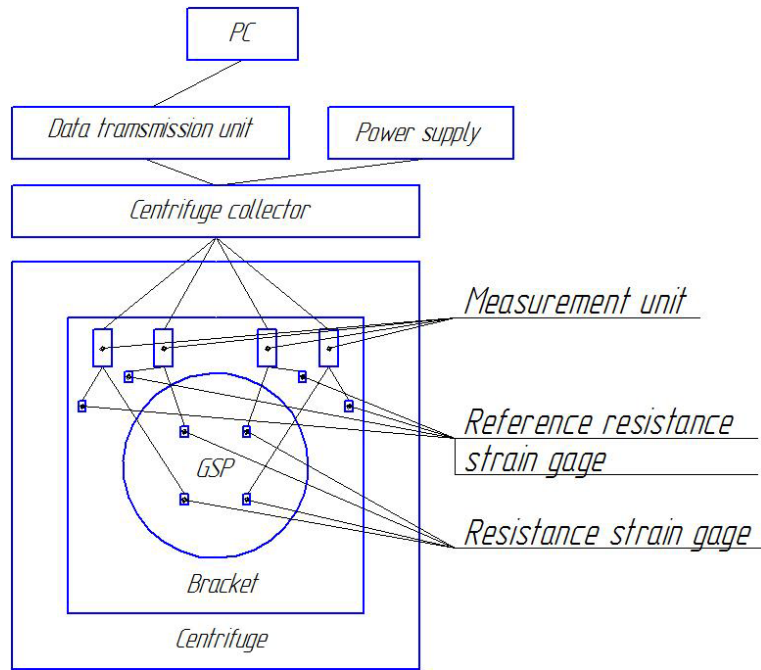 PC
Data tramsmission unit
Power supply
Centrifuge collector
Measurement unit
Reference resistance
strain gage
GSP
Resistance strain gage
Bracket
Centrifuge